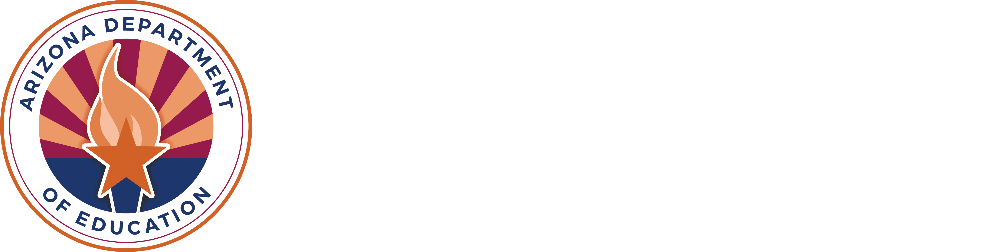 ARIZONA DEPARTMENT
OF EDUCATION